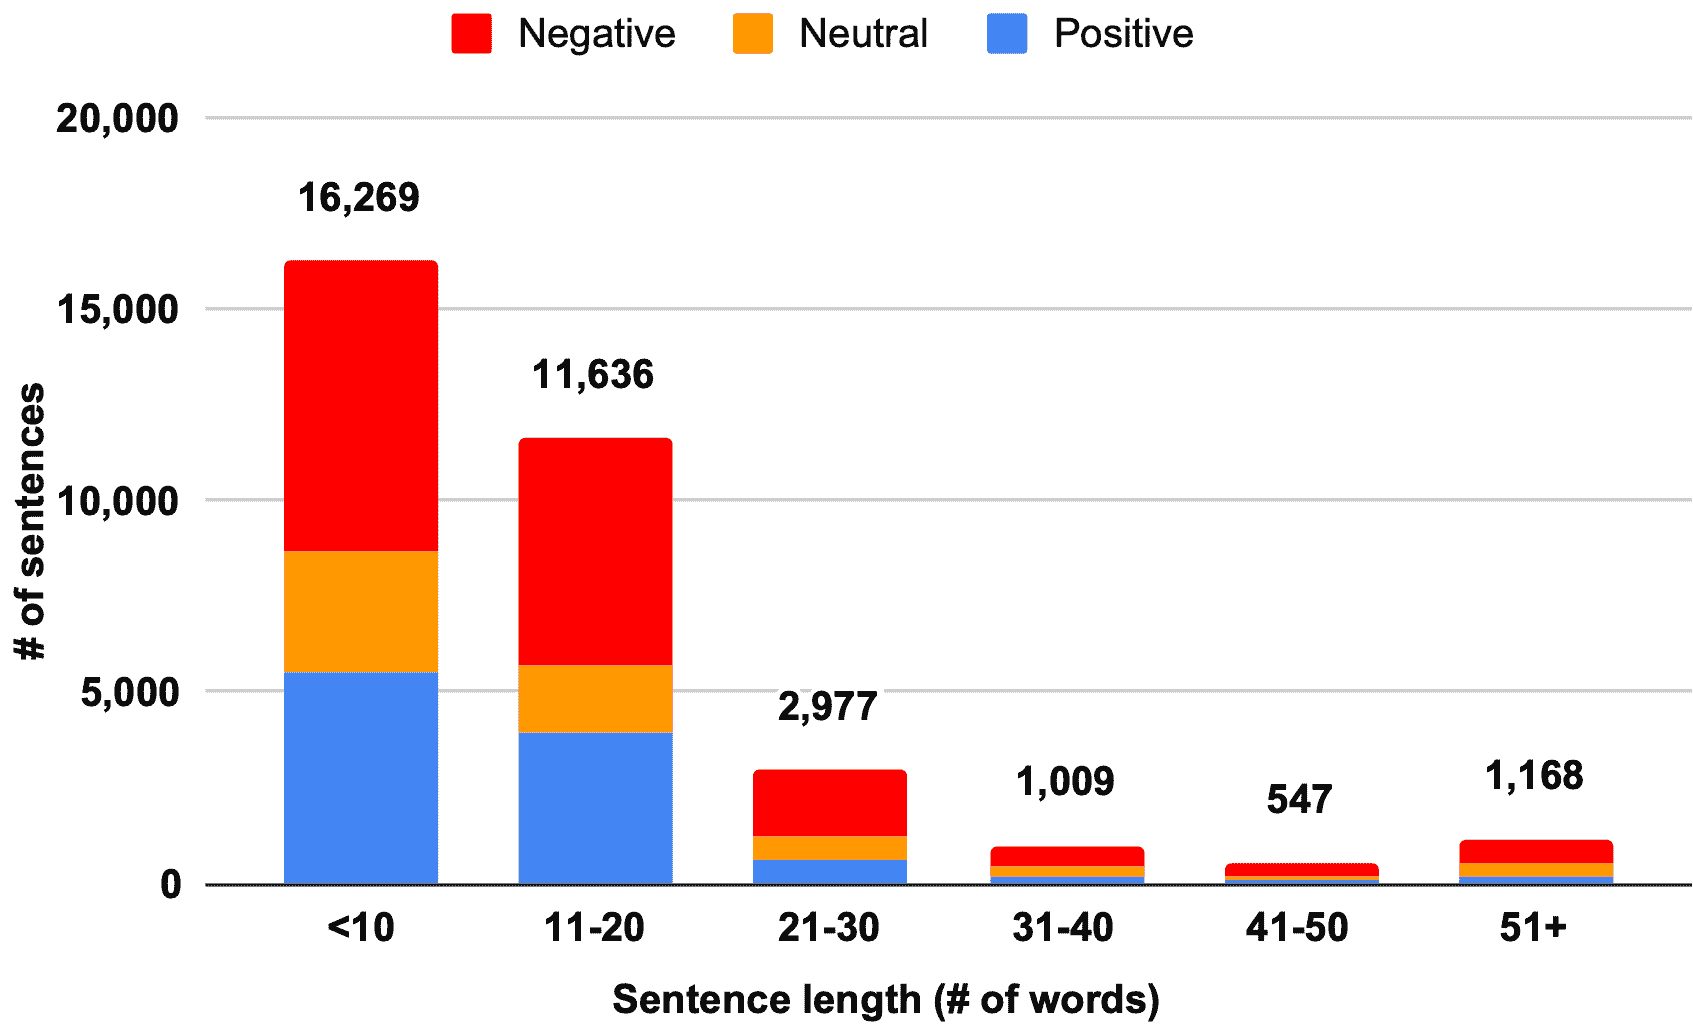 Negative Neutral Positive
20,000
16,269
15,000
11,636
10,000
5,000
2,977
1,009
547
1,168
0
<10 11-20 21-30 31-40 41-50 51+
# of sentences
Sentence length (# of words)